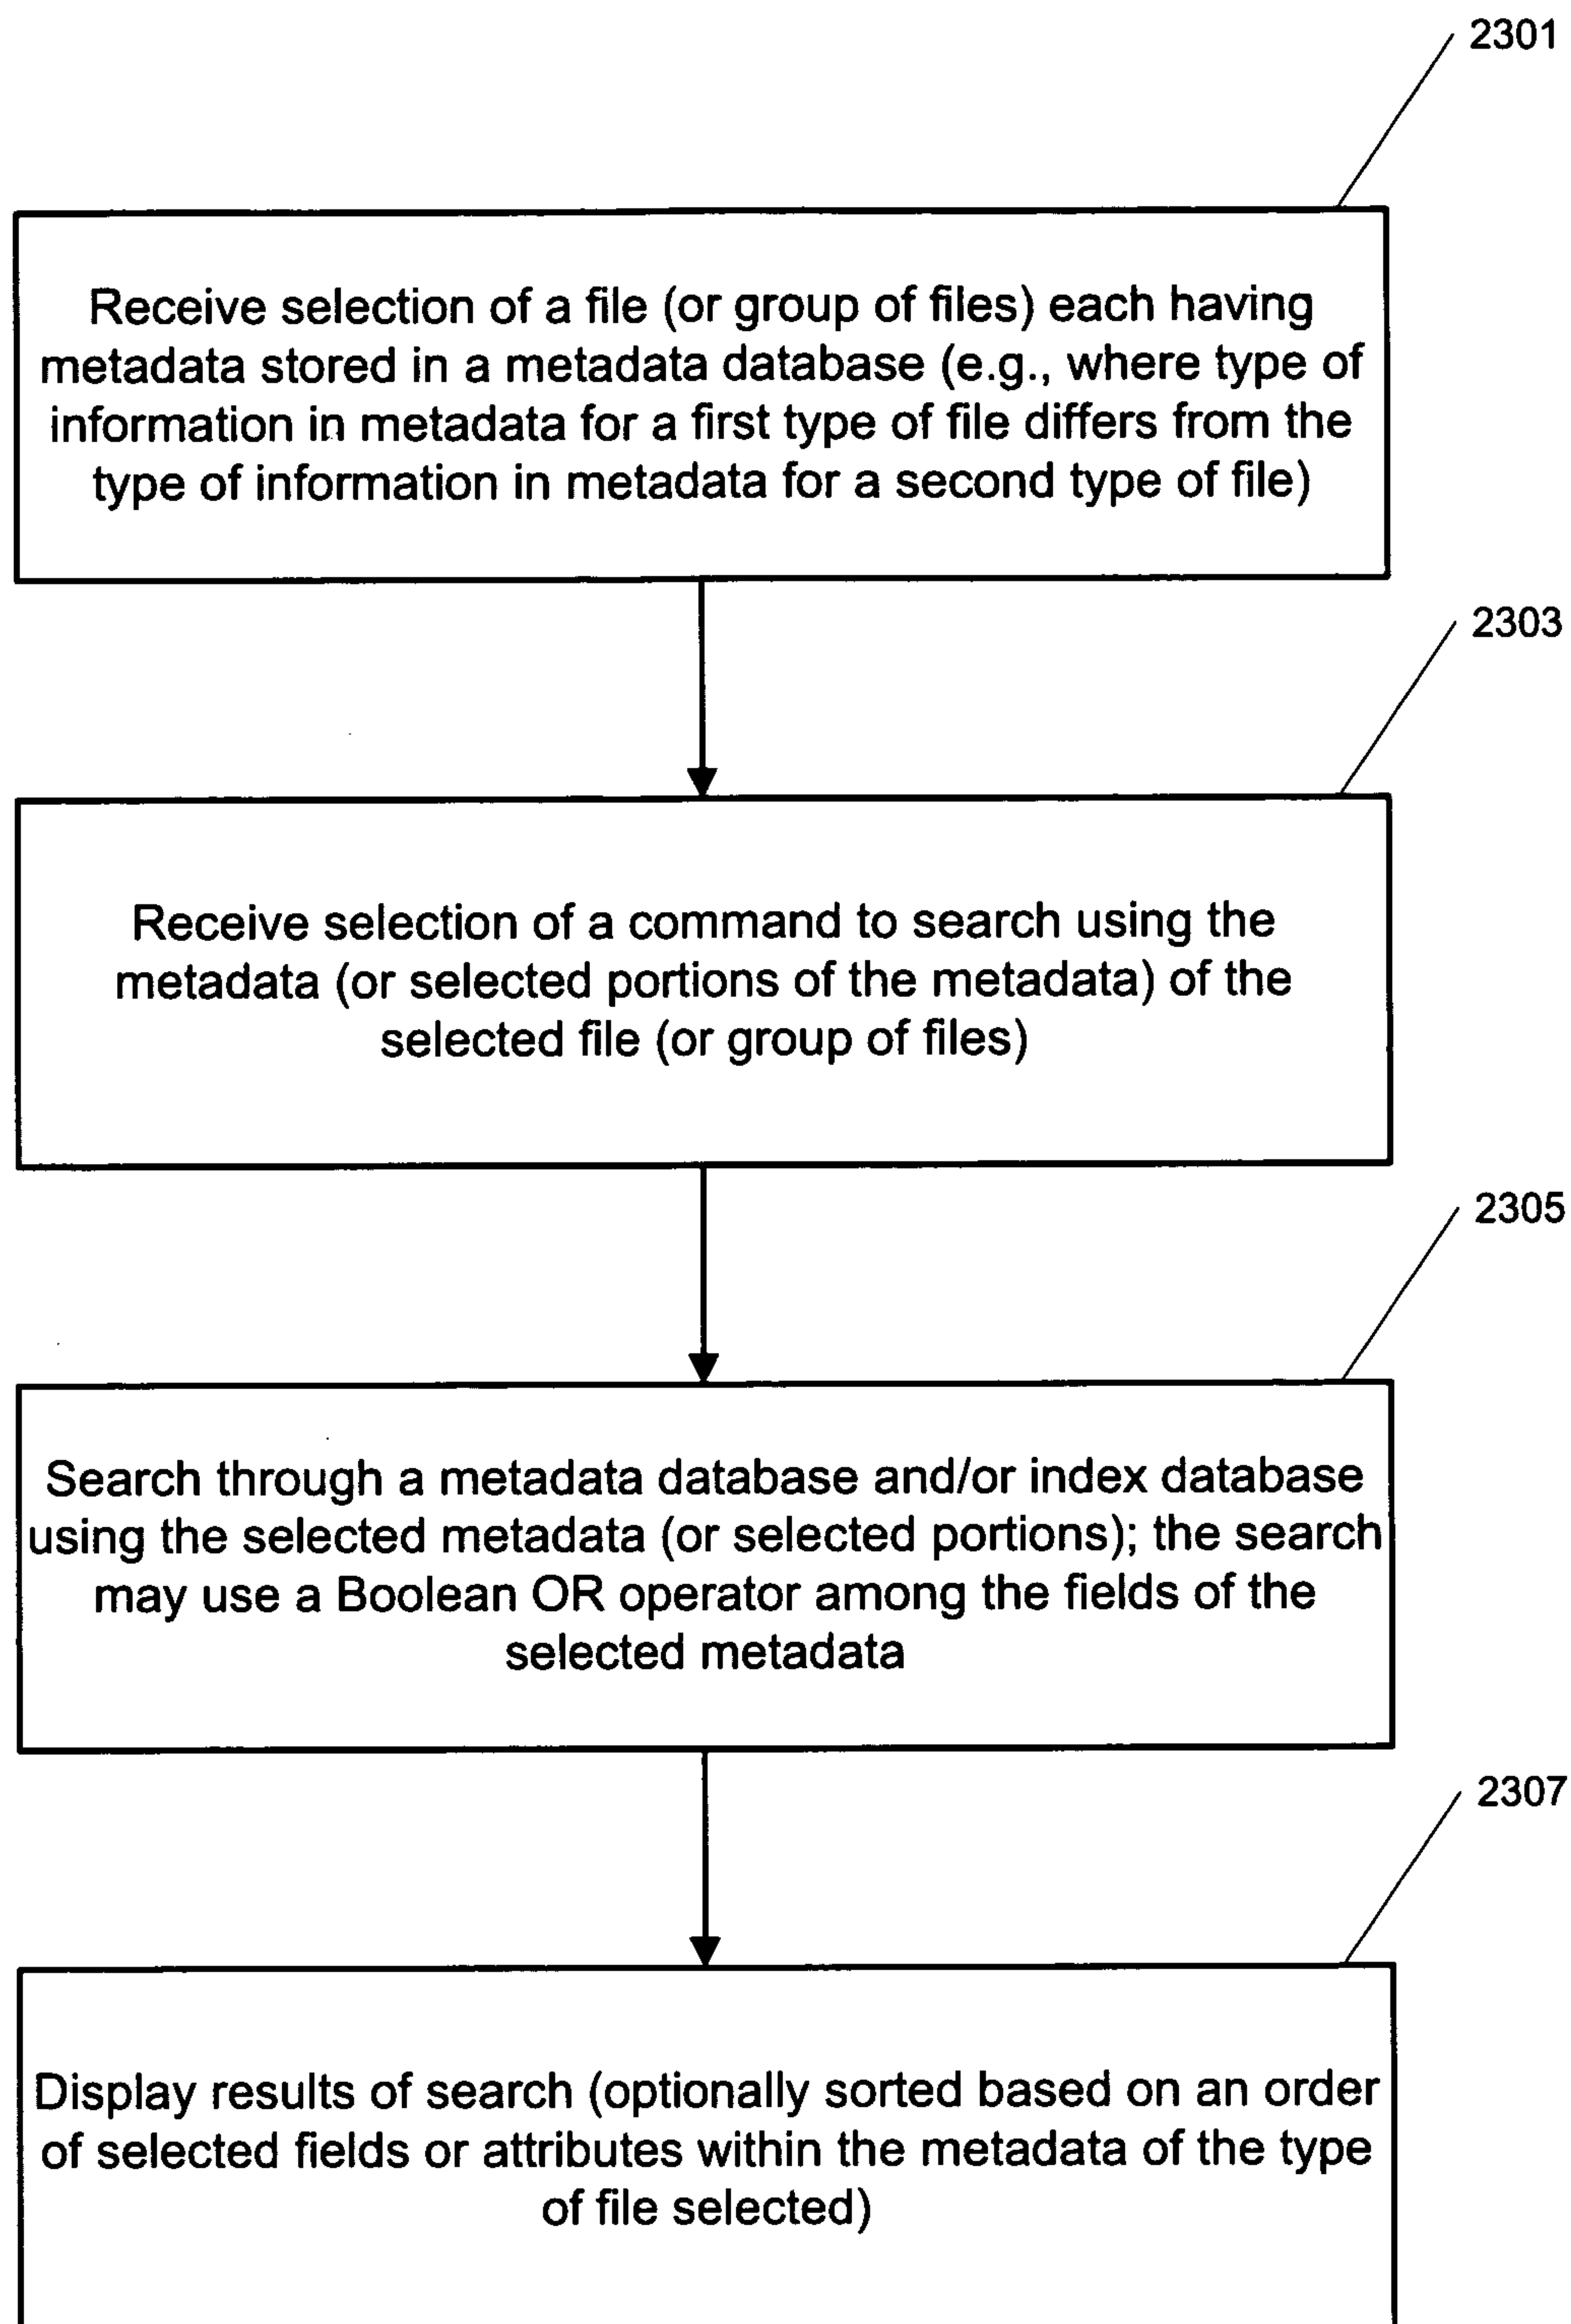 2301
Receive selection of a file (or group of files) each having
metadata stored in a metadata database (e.g., where type of
information in metadata for a first type of file differs from the
type of information in metadata for a second type of file)
2303
Receive selection of a command to search using the
metadata (or selected portions of the metadata) of the
selected file (or group of files)
2305
Search through a metadata database and/or index database
using the selected metadata (or selected portions); the search
may use a Boolean OR operator among the fields of the
selected metadata
2307
Display results of search (optionally sorted based on an order
of selected fields or attributes within the metadata of the type
of file selected)